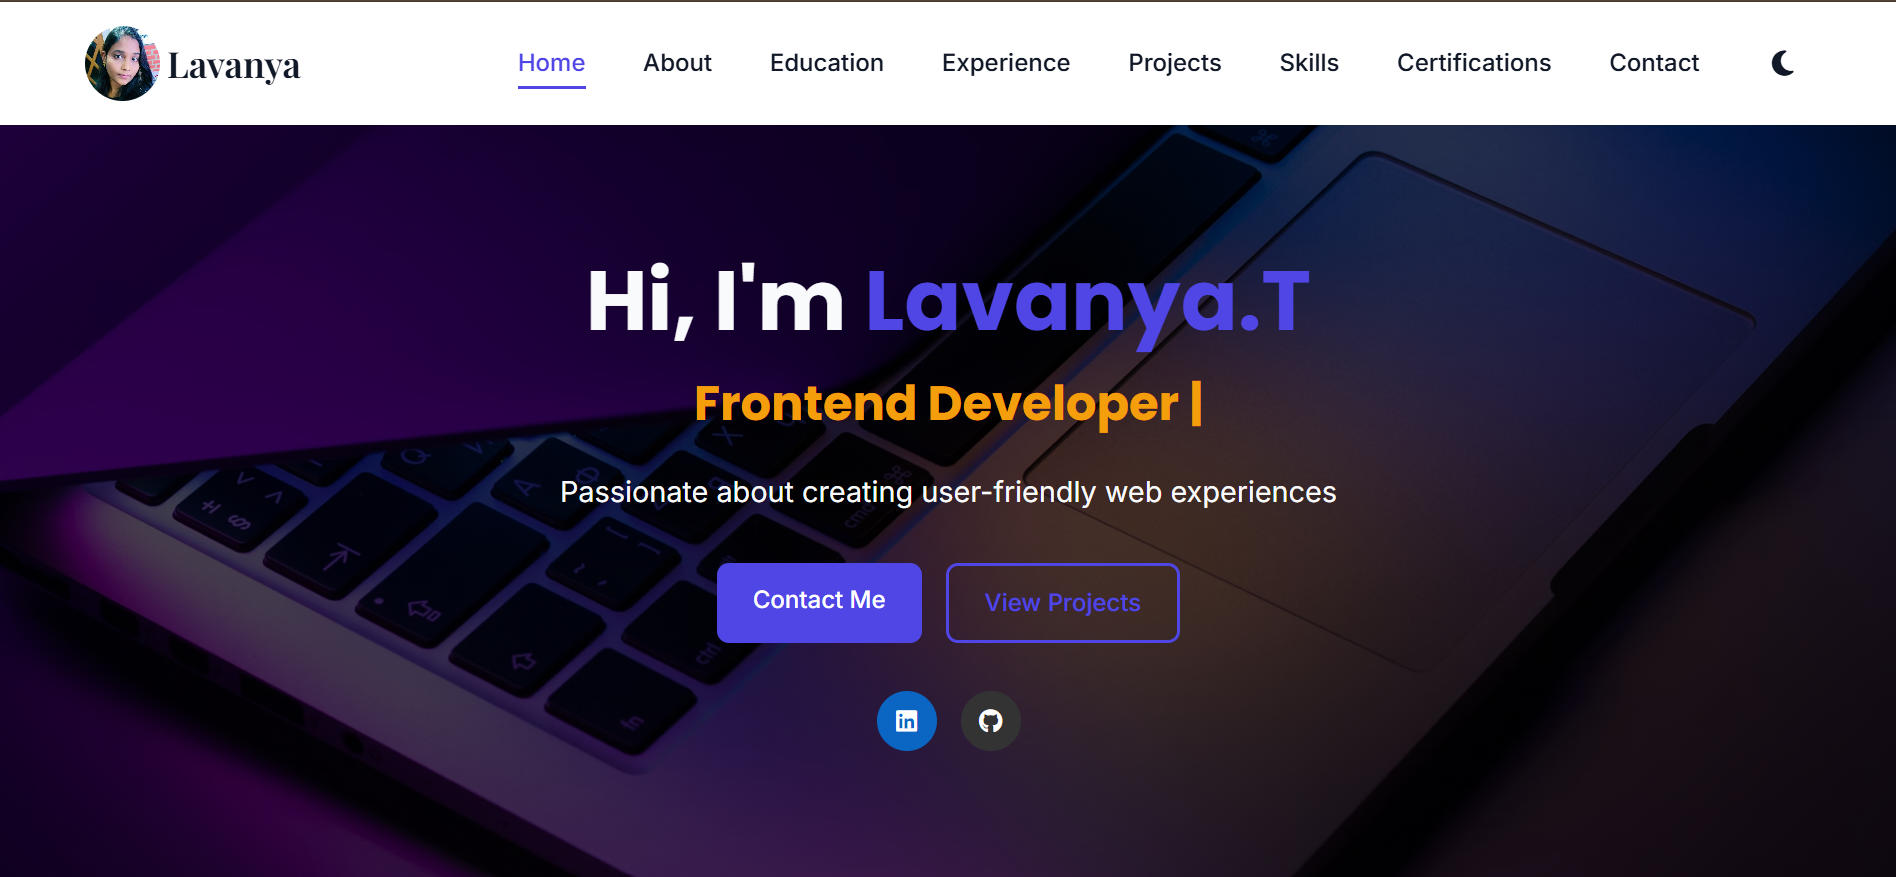 Lavanya
Home About Education Experience Projects Skills Certifications Contact
Hi, I'm Lavanya.T
Frontend Developer |
Passionate about creating user-friendly web experiences
Contact Me
View Projects
in